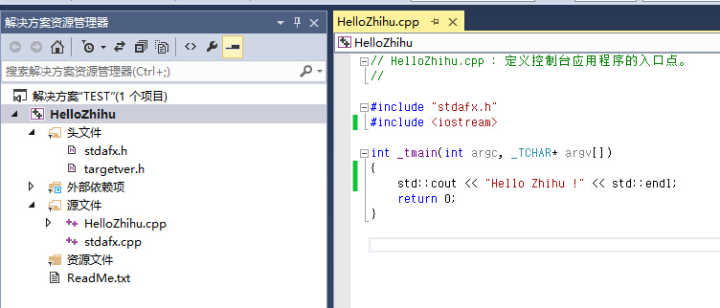 解决方案资源管理器
搜索解决方案资源管理器(Ctrl+;)
解决方案"TEST"(1 个项目)
HelloZhihu
头文件
stdafx.h
targetver.h
外部依赖项
源文件
HelloZhihu.cpp
stdafx.cpp
资源文件
ReadMe.txt
HelloZhihu.cpp
HelloZhihu
// HelloZhihu.cpp : 定义控制台应用程序的入口点。
//
#include "stdafx.h"
#include <iostream>
int _tmain(int argc, _TCHAR* argv[])
{
std::cout << "Hello Zhihu !" << std::endl;
return 0;
}